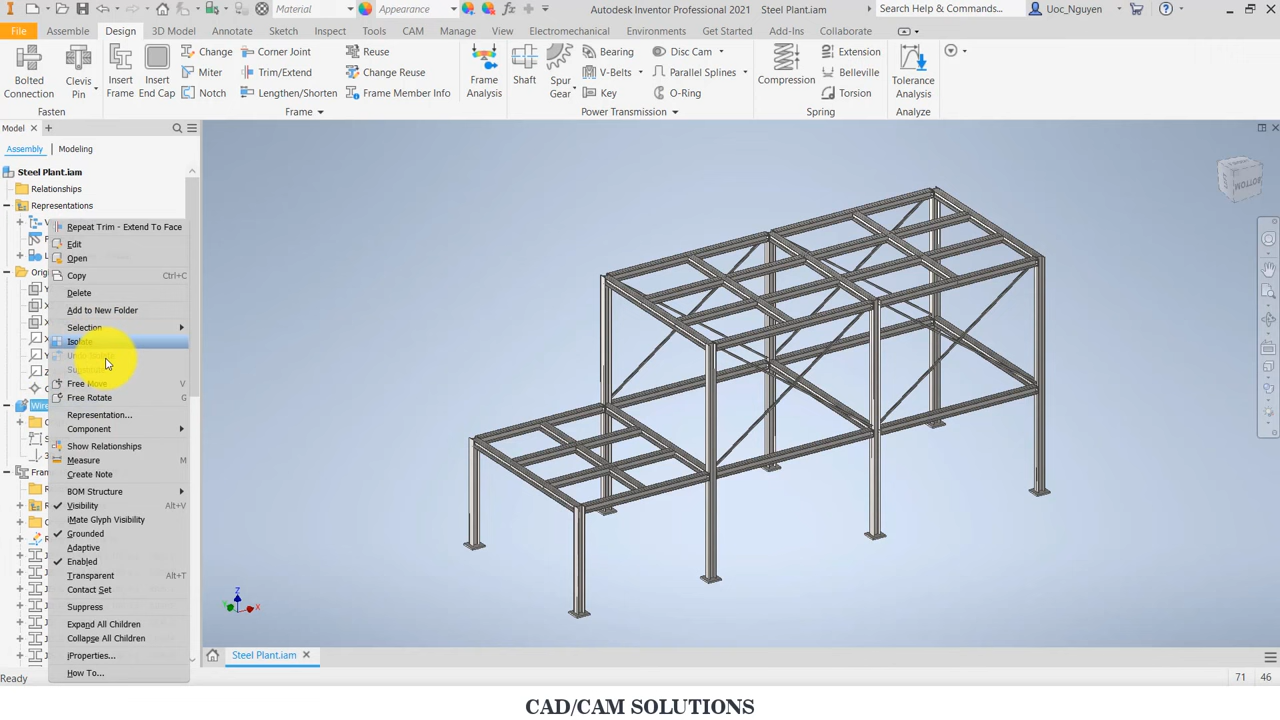 Material
Appearance
Autodesk Inventor Professional 2021 Steel Plant.iam
Search Help & Commands...
Uoc_Nguyen
File
Assemble
Design
3D Model
Annotate
Sketch
Inspect
Tools
CAM
Manage
View
Electromechanical
Environments
Get Started
Add-Ins
Collaborate
Bolted Connection
Clevis Pin
Fasten
Insert Frame
Insert End Cap
Change
Miter
Notch
Corner Joint
Trim/Extend
Lengthen/Shorten
Reuse
Change Reuse
Frame Member Info
Frame
Frame Analysis
Shaft
Spur Gear
Bearing
V-Belts
Key
Disc Cam
Parallel Splines
O-Ring
Power Transmission
Compression
Extension
Belleville
Torsion
Spring
Tolerance Analysis
Analyze
Model
Assembly
Modeling
Steel Plant.iam
Relationships
Representations
Repeat Trim - Extend To Face
Edit
Open
Copy Ctrl+C
Delete
Add to New Folder
Selection
Isolate
Free Move V
Free Rotate G
Representation...
Component
Show Relationships
Measure M
Create Note
BOM Structure
Visibility Alt+V
iMate Glyph Visibility
Grounded
Adaptive
Enabled
Transparent Alt+T
Contact Set
Suppress
Expand All Children
Collapse All Children
iProperties...
How To...
Steel Plant.iam
Ready
71 46
CAD/CAM SOLUTIONS